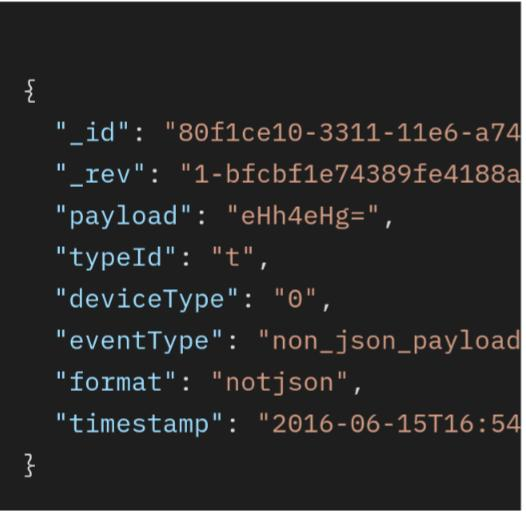 {
"_id": "80f1ce10-3311-11e6-a74
"_rev": "1-bfcbf1e74389fe4188a
"payload": "eHh4eHg=",
"typeId": "t",
"deviceType": "0",
"eventType": "non_json_payload
"format": "notjson",
"timestamp": "2016-06-15T16:54
}